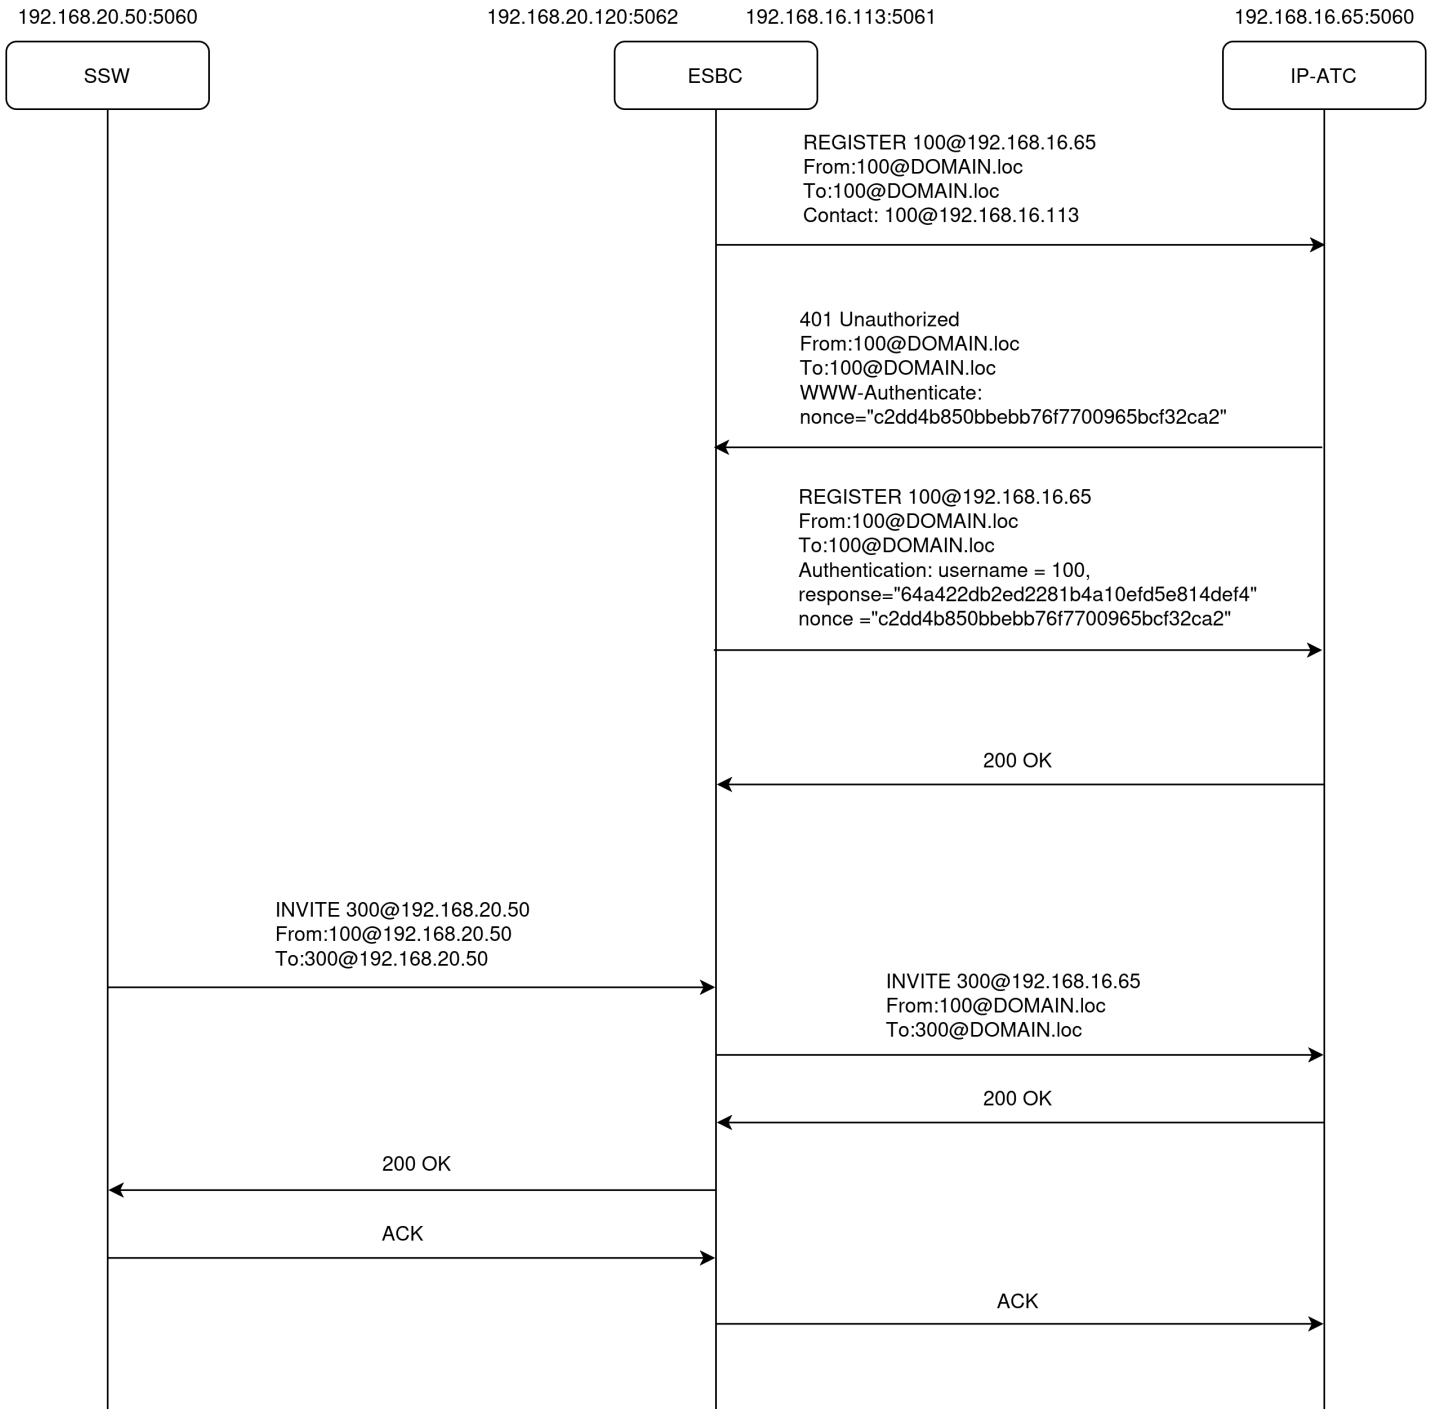 192.168.20.50:5060
192.168.20.120:5062
192.168.16.113:5061
192.168.16.65:5060
SSW
ESBC
IP-ATC
REGISTER 100@192.168.16.65
From:100@DOMAIN.loc
To:100@DOMAIN.loc
Contact: 100@192.168.16.113
401 Unauthorized
From:100@DOMAIN.loc
To:100@DOMAIN.loc
WWW-Authenticate:
nonce="c2dd4b850bbebb76f7700965bcf32ca2"
REGISTER 100@192.168.16.65
From:100@DOMAIN.loc
To:100@DOMAIN.loc
Authentication: username = 100,
response="64a422db2ed2281b4a10efd5e814def4"
nonce ="c2dd4b850bbebb76f7700965bcf32ca2"
200 OK
INVITE 300@192.168.20.50
From:100@192.168.20.50
To:300@192.168.20.50
INVITE 300@192.168.16.65
From:100@DOMAIN.loc
To:300@DOMAIN.loc
200 OK
200 OK
ACK
ACK